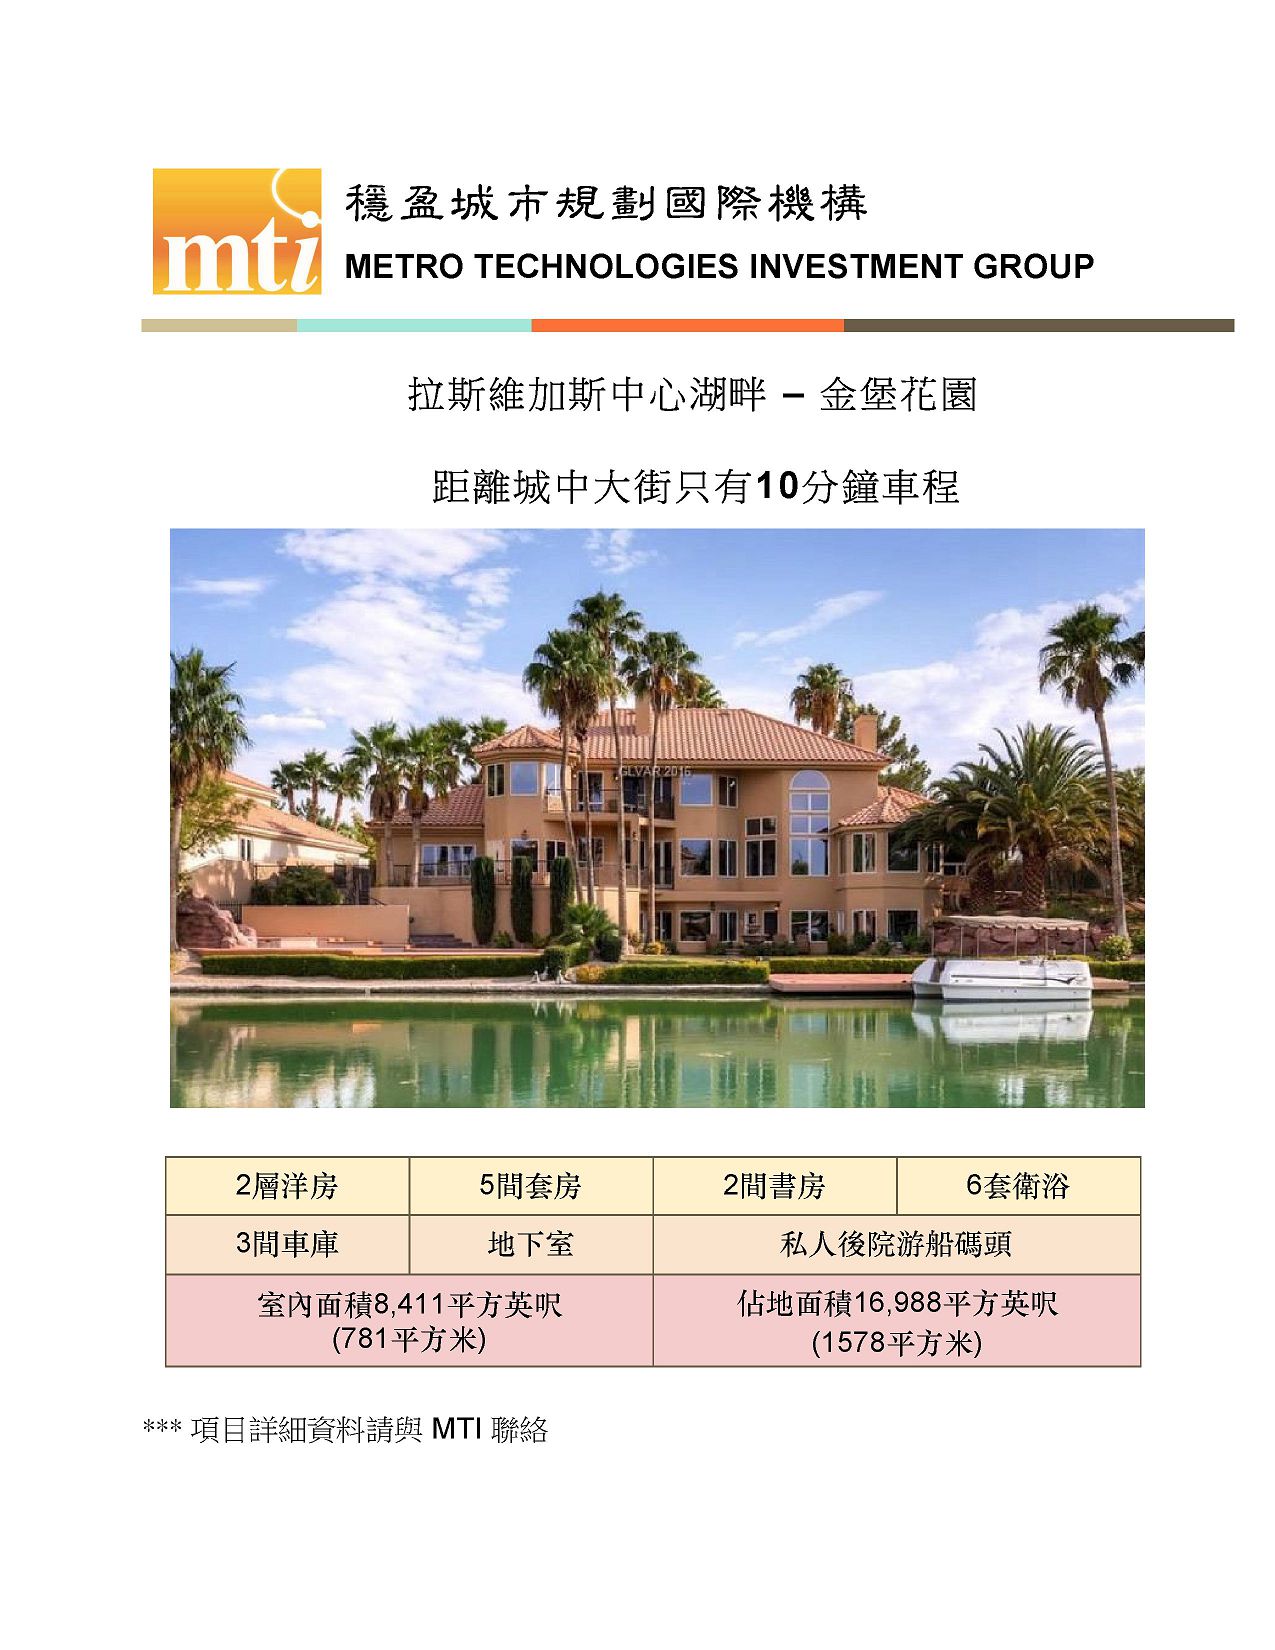 mti
穩盈城市規劃國際機構
METRO TECHNOLOGIES INVESTMENT GROUP
拉斯維加斯中心湖畔 – 金堡花園
距離城中大街只有10分鐘車程
GLVAR 2016
2層洋房 5間套房 2間書房 6套衛浴
3間車庫 地下室 私人後院游船碼頭
室內面積8,411平方英呎 佔地面積16,988平方英呎
(781平方米) (1578平方米)
*** 項目詳細資料請與 MTI 聯絡